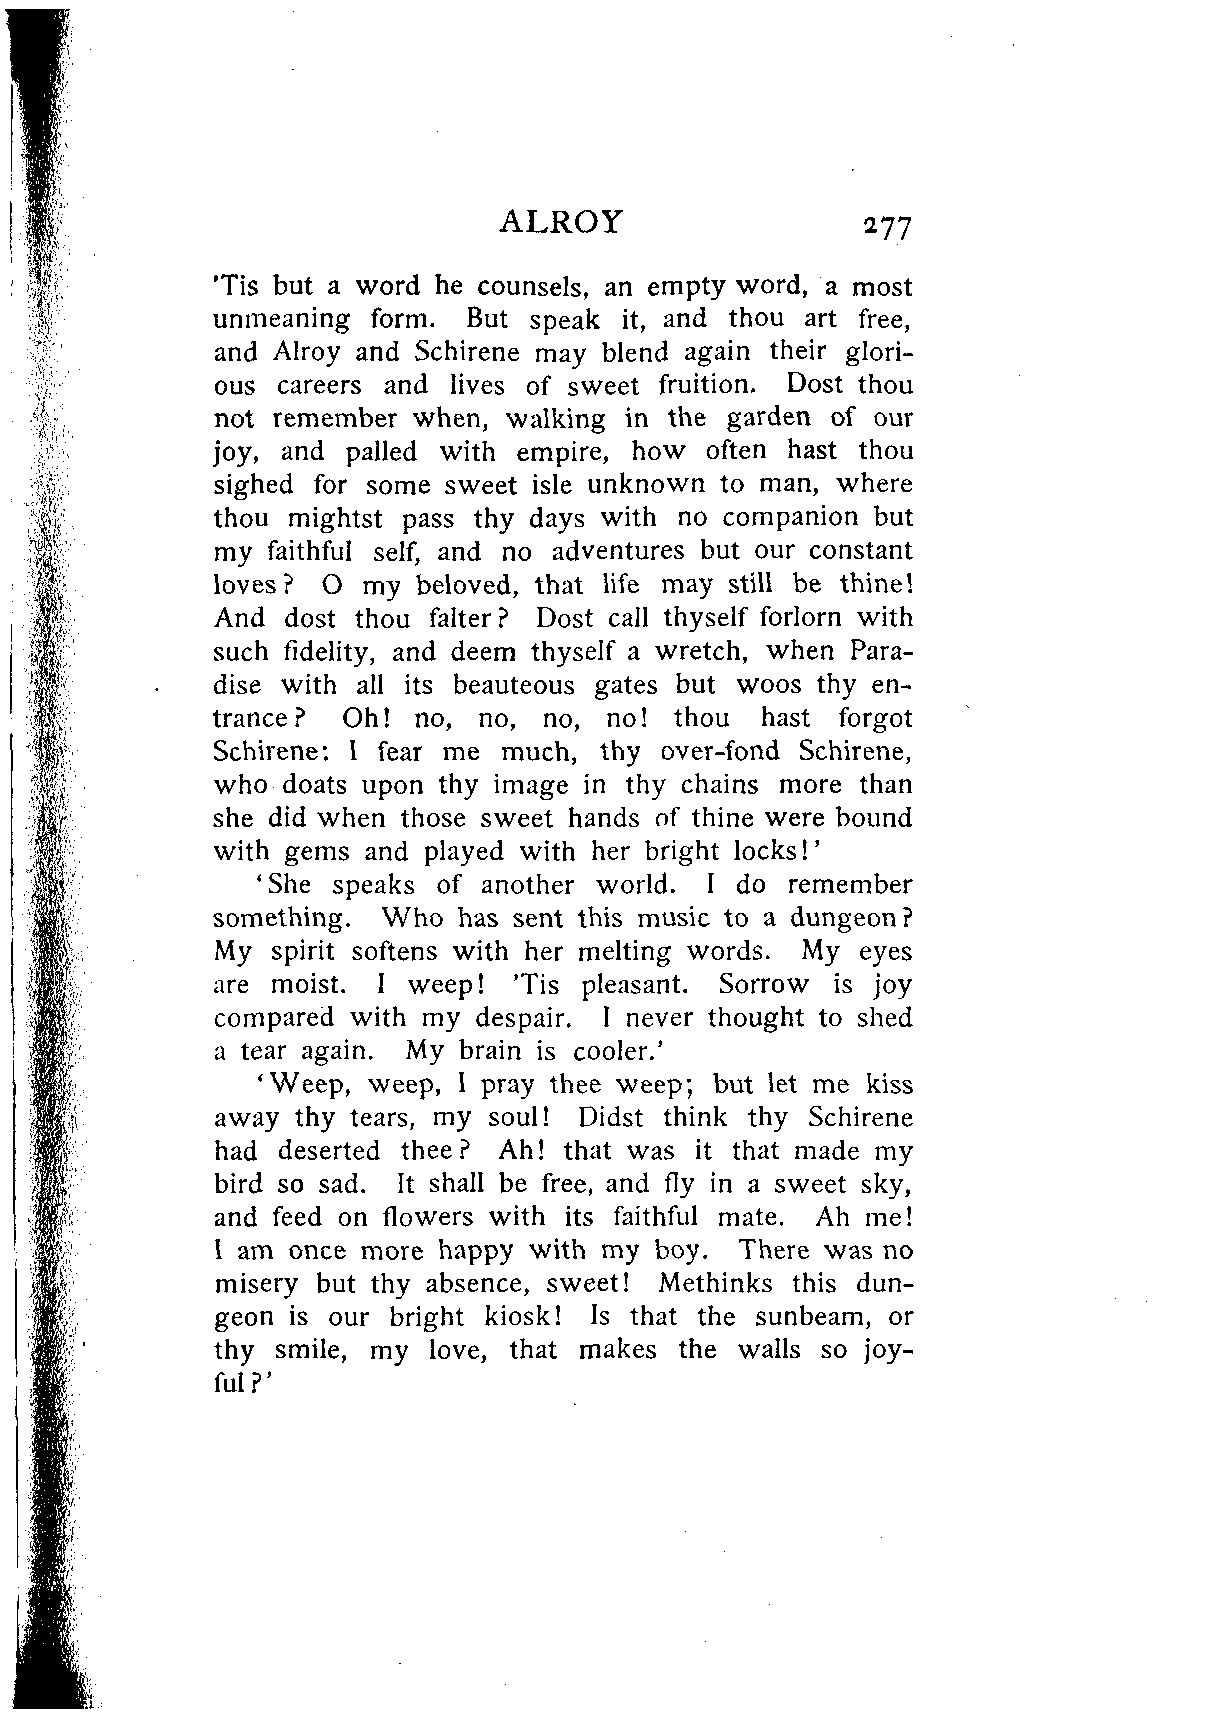 ALROY 277
'Tis but a word he counsels, an empty word, a most
unmeaning form. But speak it, and thou art free,
and Alroy and Schirene may blend again their glori-
ous careers and lives of sweet fruition. Dost thou
not remember when, walking in the garden of our
joy, and palled with empire, how often hast thou
sighed for some sweet isle unknown to man, where
thou mightst pass thy days with no companion but
my faithful self, and no adventures but our constant
loves? O my beloved, that life may still be thine!
And dost thou falter? Dost call thyself forlorn with
such fidelity, and deem thyself a wretch, when Para-
dise with all its beauteous gates but woos thy en-
trance? Oh! no, no, no, no! thou hast forgot
Schirene: I fear me much, thy over-fond Schirene,
who doats upon thy image in thy chains more than
she did when those sweet hands of thine were bound
with gems and played with her bright locks!'
'She speaks of another world. I do remember
something. Who has sent this music to a dungeon?
My spirit softens with her melting words. My eyes
are moist. I weep! 'Tis pleasant. Sorrow is joy
compared with my despair. I never thought to shed
a tear again. My brain is cooler.'
'Weep, weep, I pray thee weep; but let me kiss
away thy tears, my soul! Didst think thy Schirene
had deserted thee? Ah! that was it that made my
bird so sad. It shall be free, and fly in a sweet sky,
and feed on flowers with its faithful mate. Ah me!
I am once more happy with my boy. There was no
misery but thy absence, sweet! Methinks this dun-
geon is our bright kiosk! Is that the sunbeam, or
thy smile, my love, that makes the walls so joy-
ful?'